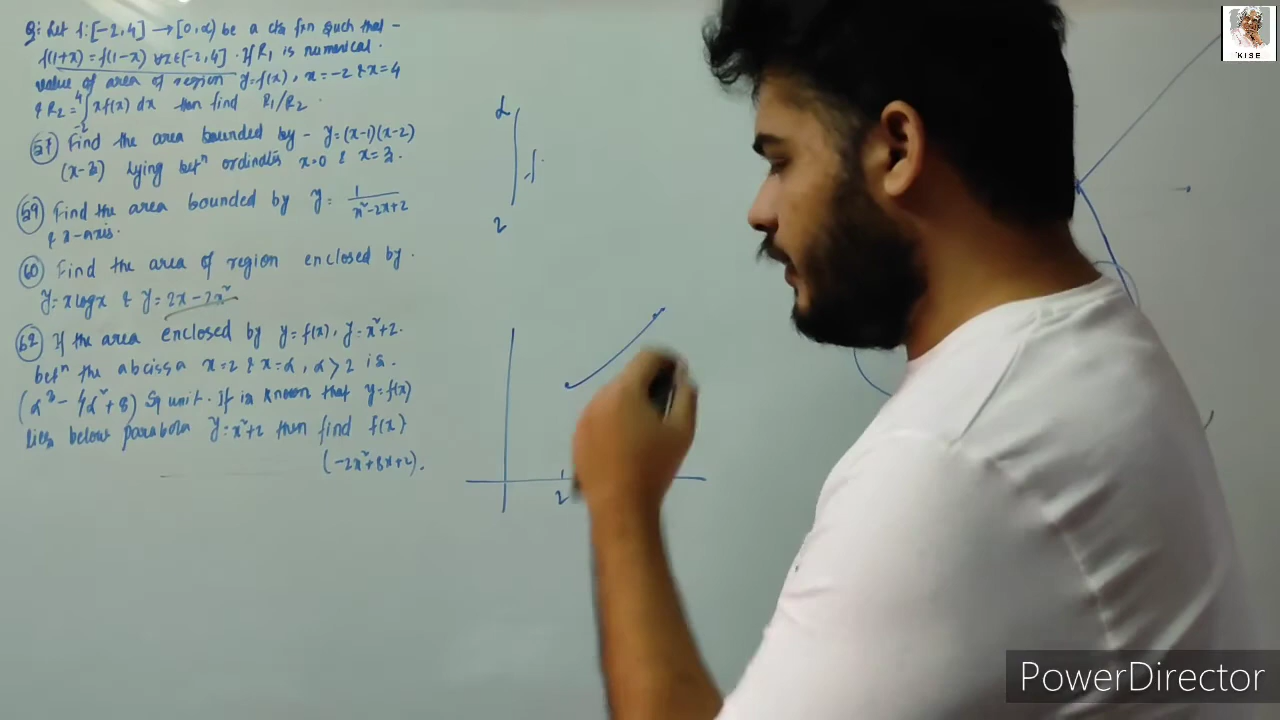 Q: Let f: [-2,4] → [0,α) be a cts fxn such that -
f(1+x) = f(1-x) ∀x∈[-2,4]. If R₁ is numerical
value of area of region y=f(x), x=-2 & x=4
& R₂ = ∫₋₂⁴ xf(x) dx then find R₁/R₂.
57 Find the area bounded by - y=(x-1)(x-2)
(x-3) lying betⁿ ordinates x=0 & x=3.
59 Find the area bounded by y= 1/(x²-2x+2)
& x-axis.
60 Find the area of region enclosed by.
y=xlogx & y=2x-2x²
62 If the area enclosed by y=f(x), y=x²+2.
betⁿ the abcissa x=2 & x=α, α>2 is.
(α³-4α²+8) Sq unit. It is known that y=f(x)
lies below parabola y=x²+2 then find f(x)
(-2x²+8x+2).
α
∫
2
2
KISE
PowerDirector